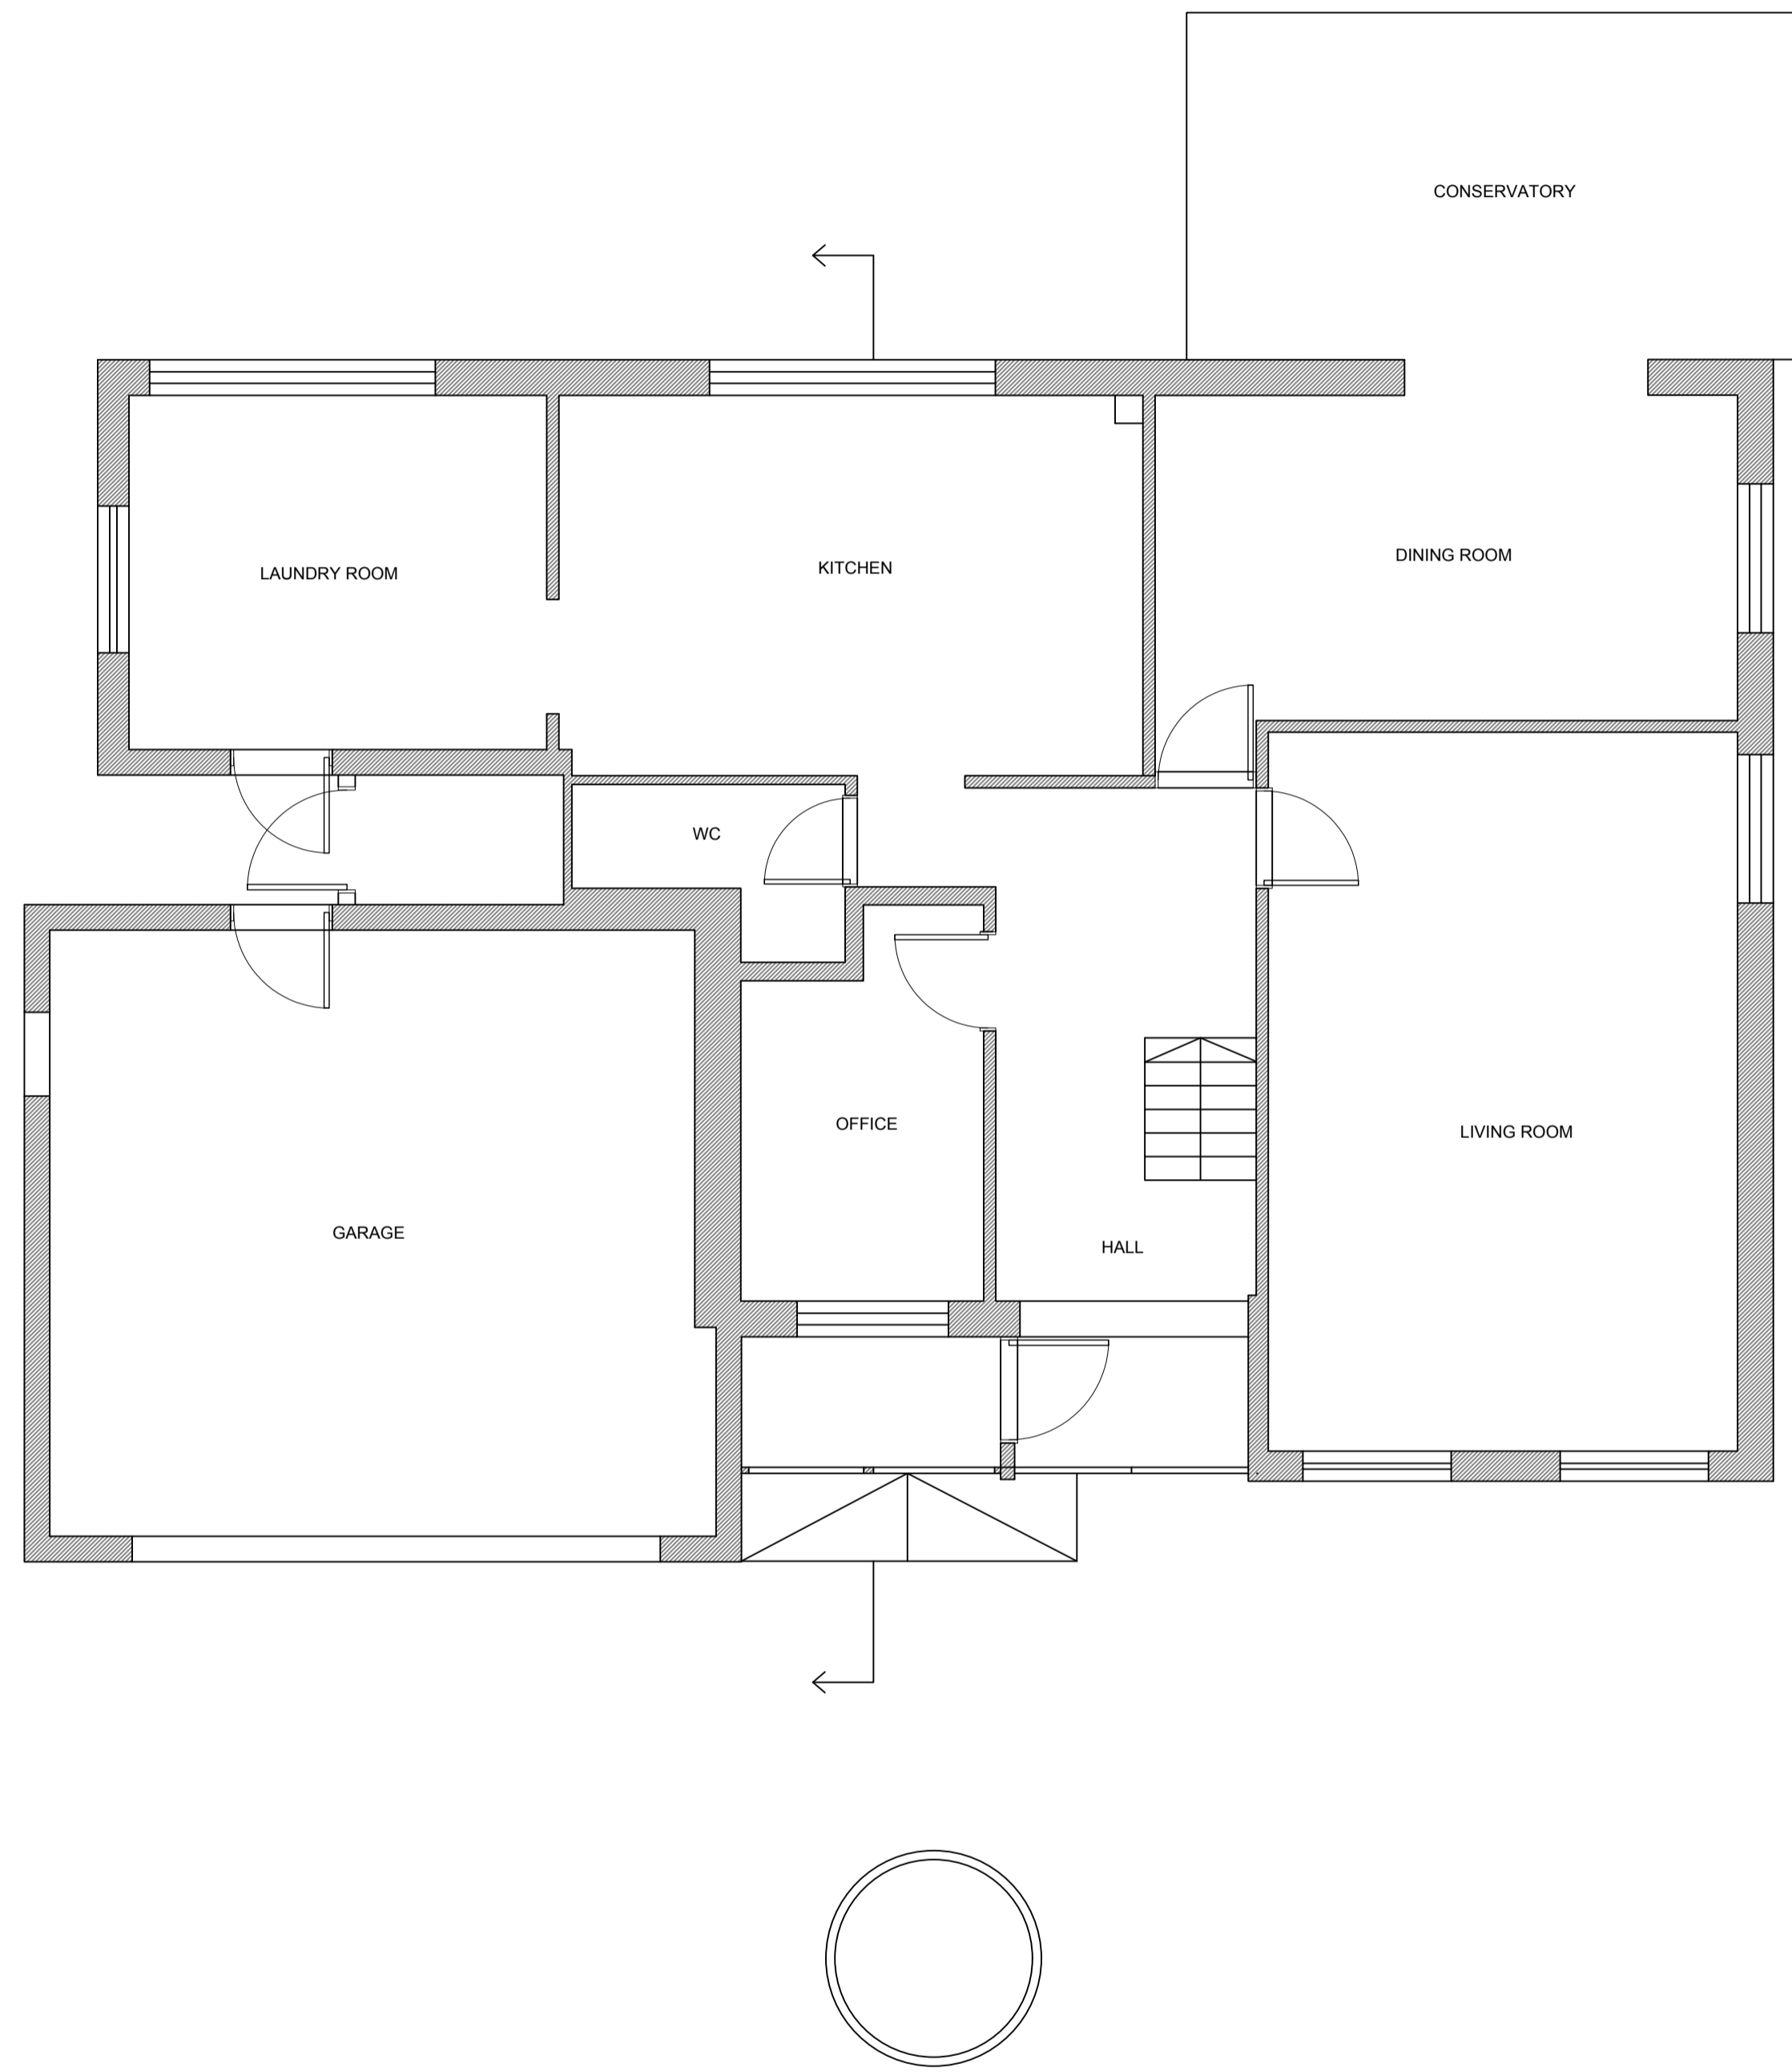 CONSERVATORY
DINING ROOM
KITCHEN
LAUNDRY ROOM
WC
OFFICE
LIVING ROOM
GARAGE
HALL